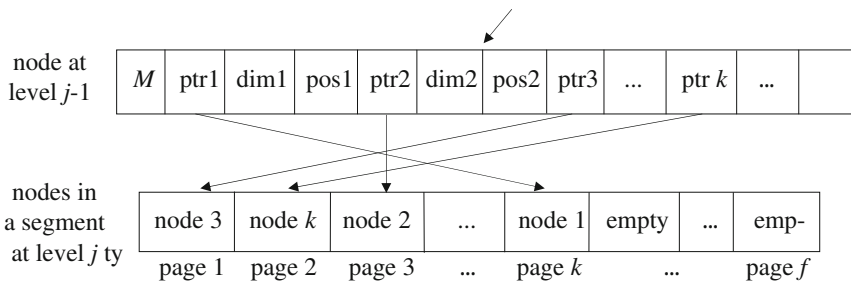 node at
level j-1
M ptr1 dim1 pos1 ptr2 dim2 pos2 ptr3 ... ptr k ...
nodes in
a segment
at level j ty
node 3 node k node 2 ... node 1 empty ... emp-
page 1 page 2 page 3 ... page k ... page f